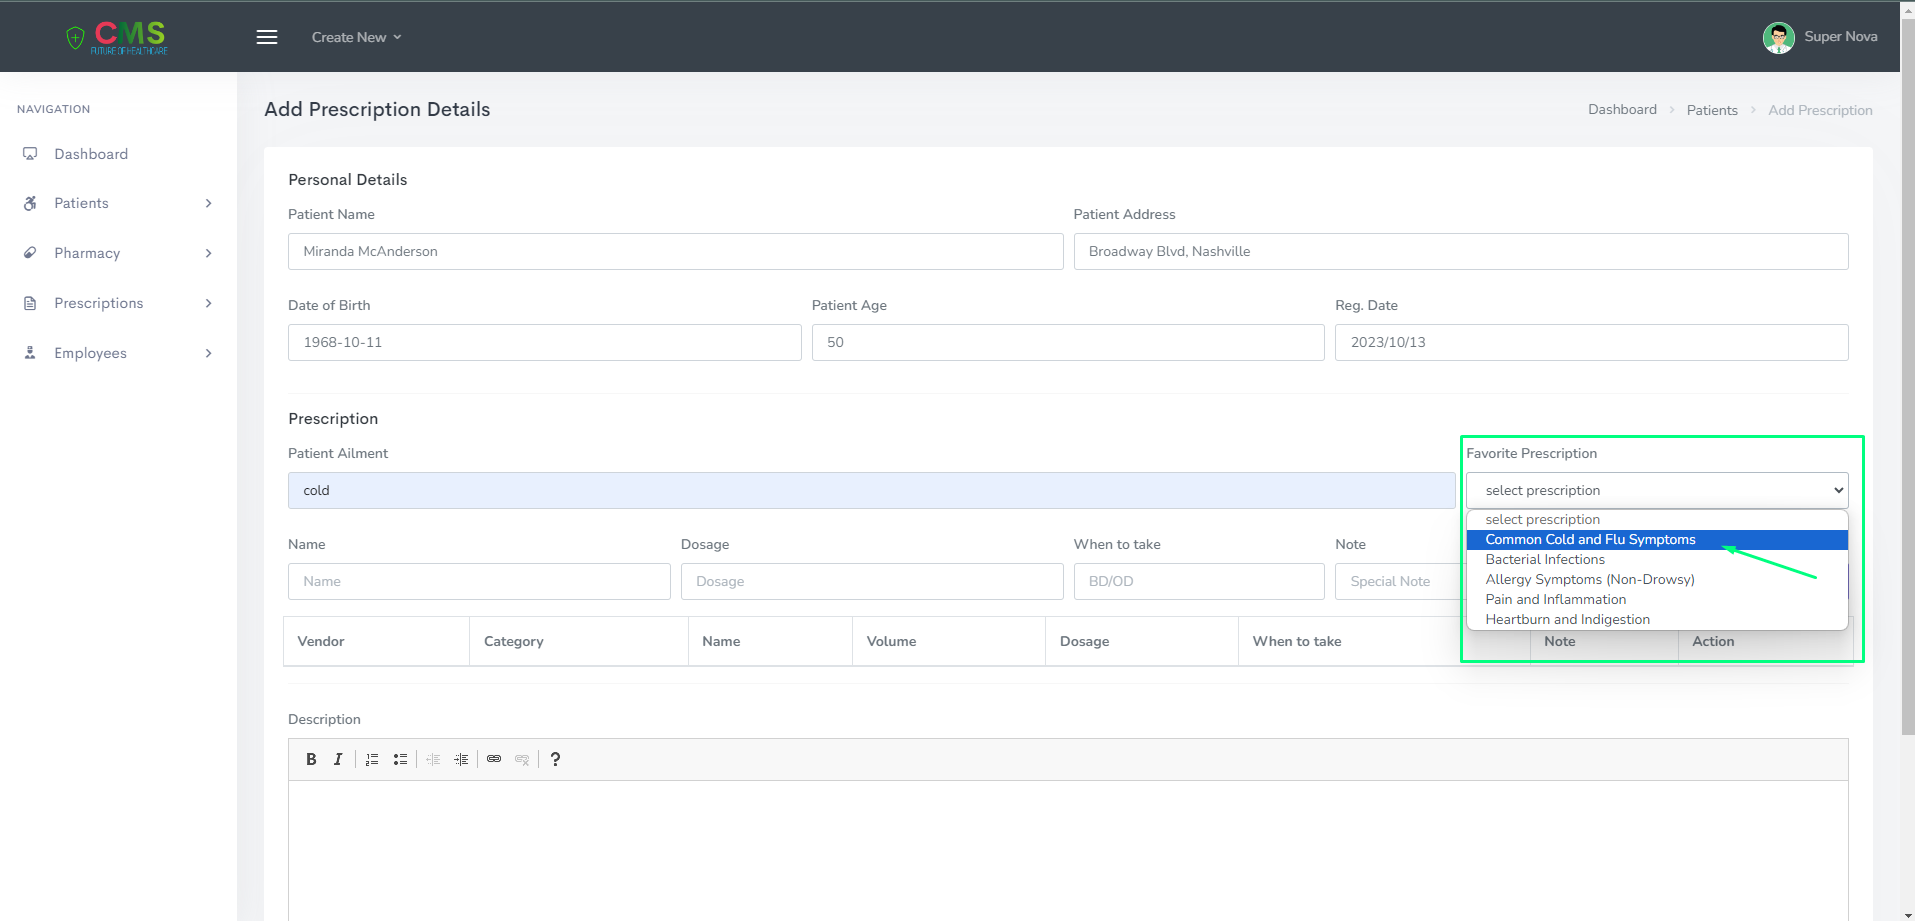 CMS
FUTURE OF HEALTHCARE
Create New
Super Nova
NAVIGATION
Dashboard
Patients
Pharmacy
Prescriptions
Employees
Add Prescription Details
Dashboard > Patients > Add Prescription
Personal Details
Patient Name
Patient Address
Miranda McAnderson
Broadway Blvd, Nashville
Date of Birth
Patient Age
Reg. Date
1968-10-11
50
2023/10/13
Prescription
Patient Ailment
Favorite Prescription
cold
select prescription
select prescription
Common Cold and Flu Symptoms
Bacterial Infections
Allergy Symptoms (Non-Drowsy)
Pain and Inflammation
Heartburn and Indigestion
Name
Dosage
When to take
Note
Name
Dosage
BD/OD
Special Note
Vendor
Category
Name
Volume
Dosage
When to take
Note
Action
Description
B I ?